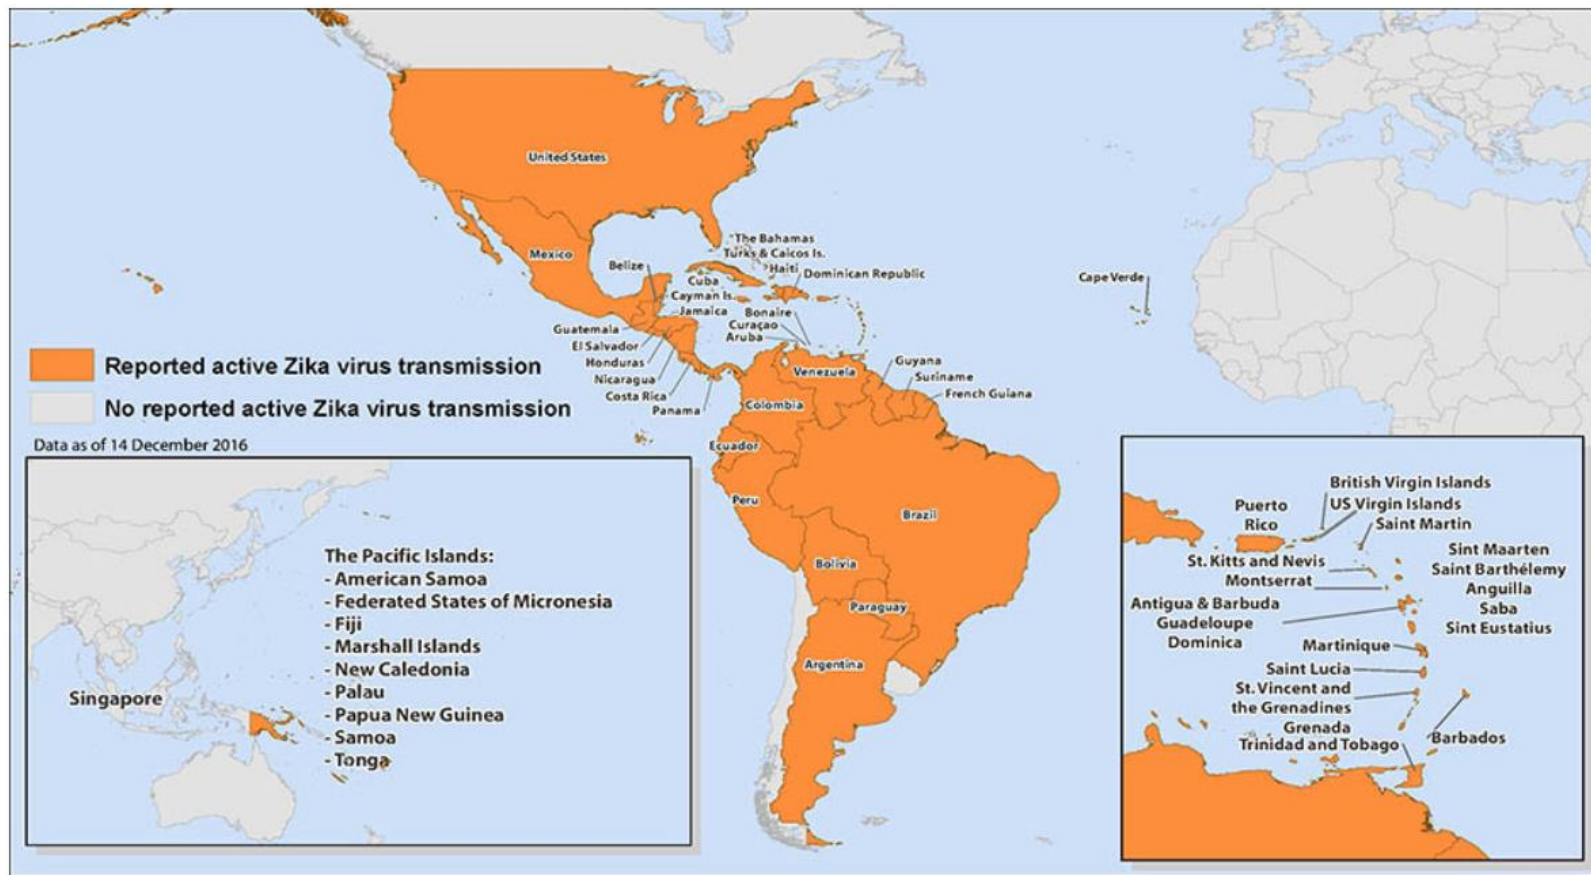 United States
Mexico
The Bahamas
Turks & Caicos Is.
Haiti
Dominican Republic
Belize
Cuba
Cayman Is.
Jamaica
Bonaire
Curaçao
Aruba
Guatemala
El Salvador
Honduras
Nicaragua
Costa Rica
Panama
Cape Verde
Venezuela
Guyana
Suriname
French Guiana
Colombia
Ecuador
Peru
Brazil
Bolivia
Paraguay
Argentina
Reported active Zika virus transmission
No reported active Zika virus transmission
Data as of 14 December 2016
The Pacific Islands:
- American Samoa
- Federated States of Micronesia
- Fiji
- Marshall Islands
- New Caledonia
- Palau
- Papua New Guinea
- Samoa
- Tonga
Singapore
British Virgin Islands
US Virgin Islands
Puerto
Rico
Saint Martin
St. Kitts and Nevis
Montserrat
Sint Maarten
Saint Barthélemy
Anguilla
Saba
Sint Eustatius
Antigua & Barbuda
Guadeloupe
Dominica
Martinique
Saint Lucia
St. Vincent and
the Grenadines
Grenada
Trinidad and Tobago
Barbados